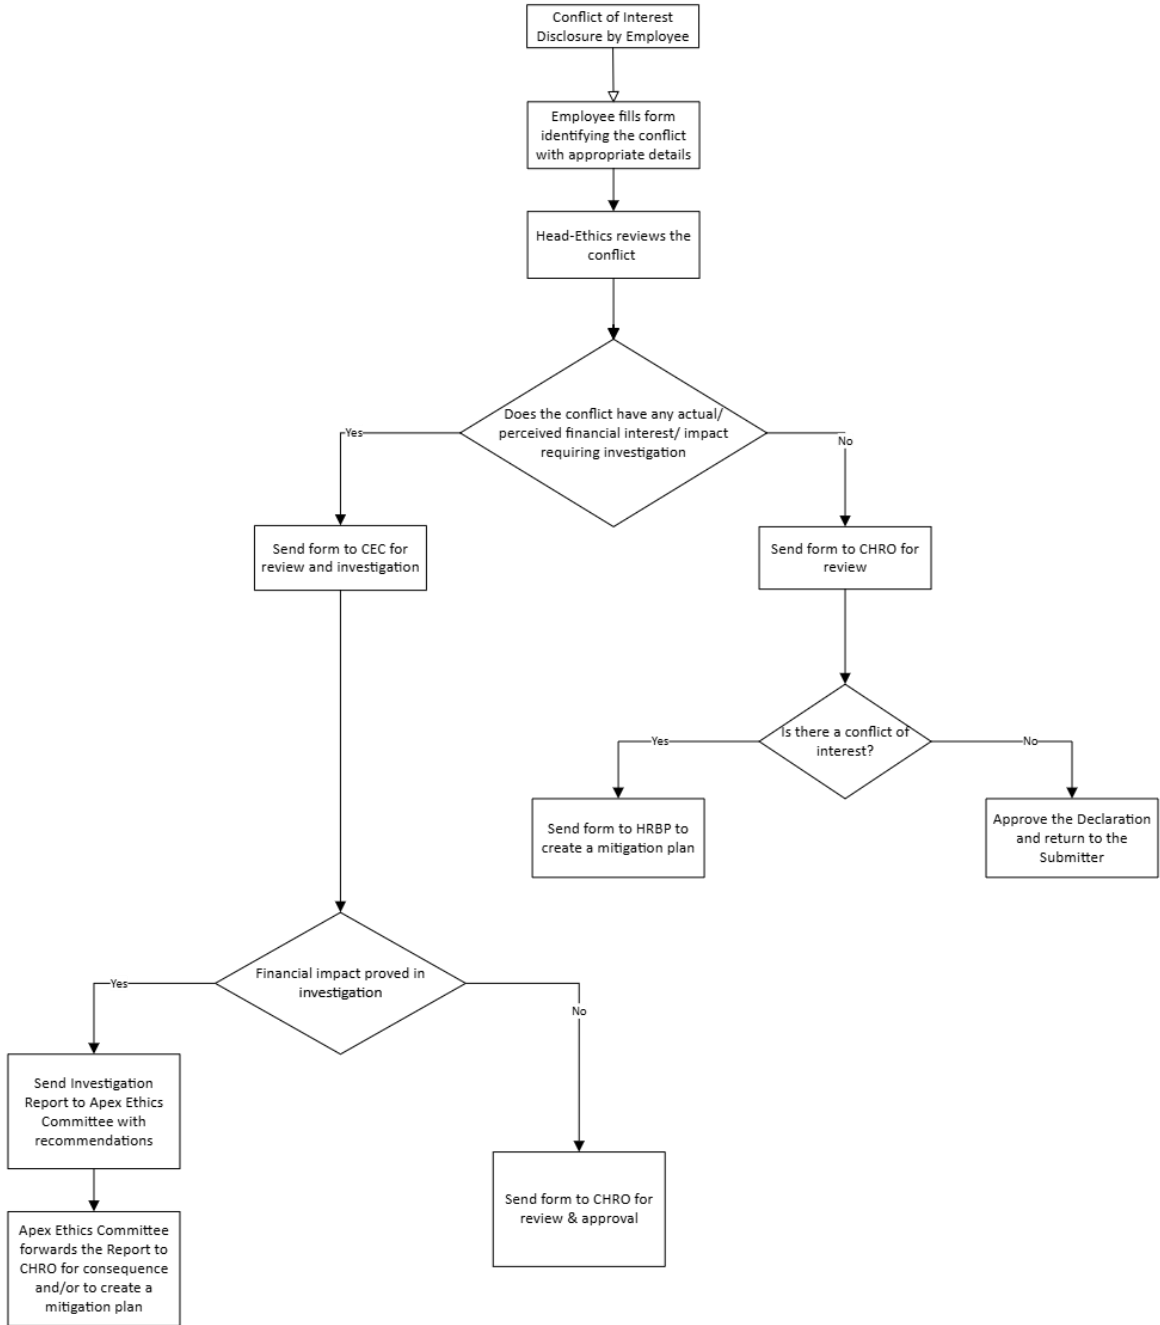 Conflict of Interest
Disclosure by Employee
Employee fills form
identifying the conflict
with appropriate details
Head-Ethics reviews the
conflict
Does the conflict have any actual/
perceived financial interest/ impact
requiring investigation
Yes
No
Send form to CEC for
review and investigation
Send form to CHRO for
review
Is there a conflict of
interest?
Yes
No
Send form to HRBP to
create a mitigation plan
Approve the Declaration
and return to the
Submitter
Financial impact proved in
investigation
Yes
No
Send Investigation
Report to Apex Ethics
Committee with
recommendations
Send form to CHRO for
review & approval
Apex Ethics Committee
forwards the Report to
CHRO for consequence
and/or to create a
mitigation plan